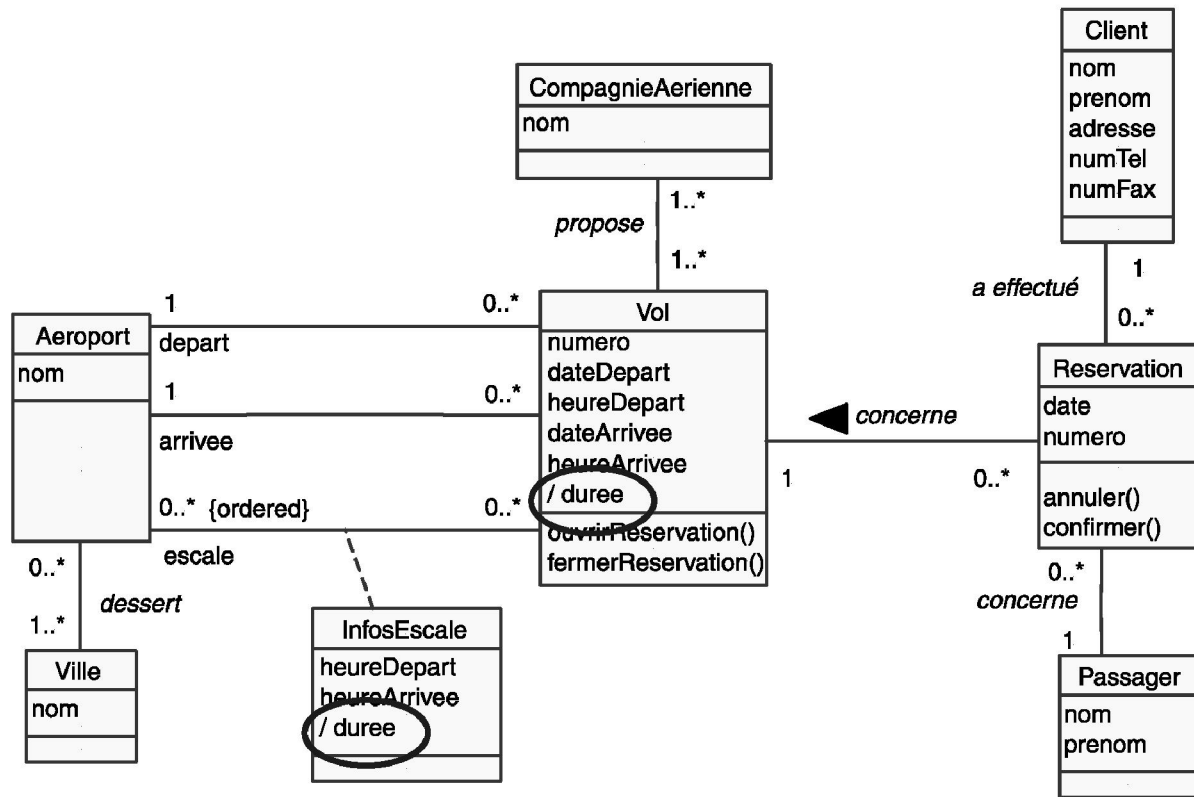 Client
nom
prenom
adresse
numTel
numFax
CompagnieAerienne
nom
1..*
propose
1..*
1
a effectué
0..*
1
0..*
depart
1
0..*
arrivee
0..* {ordered}
0..*
escale
Aeroport
nom
Vol
numero
dateDepart
heureDepart
dateArrivee
heureArrivee
/ duree
ouvrirReservation()
fermerReservation()
concerne
1
0..*
Reservation
date
numero
annuler()
confirmer()
0..*
dessert
1..*
Ville
nom
InfosEscale
heureDepart
heureArrivee
/ duree
0..*
concerne
1
Passager
nom
prenom